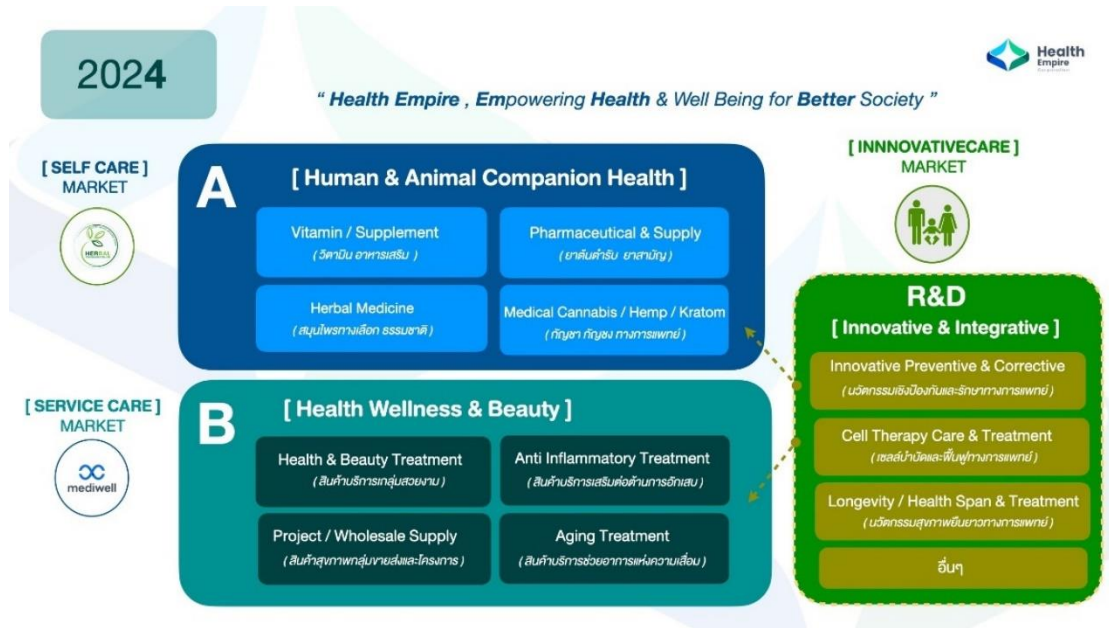 2024
Health
Empire
“ Health Empire , Empowering Health & Well Being for Better Society ”
[ SELF CARE ]
MARKET
HERBAL
A
[ Human & Animal Companion Health ]
Vitamin / Supplement
( วิตามิน อาหารเสริม )
Pharmaceutical & Supply
( ยาต้นตำรับ ยาสามัญ )
Herbal Medicine
( สมุนไพรทางเลือก ธรรมชาติ )
Medical Cannabis / Hemp / Kratom
( กัญชา กัญชง ทางการแพทย์ )
[ SERVICE CARE ]
MARKET
mediwell
B
[ Health Wellness & Beauty ]
Health & Beauty Treatment
( สินค้าบริการกลุ่มสวยงาม )
Anti Inflammatory Treatment
( สินค้าบริการเสริมต่อต้านการอักเสบ )
Project / Wholesale Supply
( สินค้าสุขภาพกลุ่มขายส่งและโครงการ )
Aging Treatment
( สินค้าบริการช่วยอาการแห่งความเสื่อม )
[ INNNOVATIVECARE ]
MARKET
R&D
[ Innovative & Integrative ]
Innovative Preventive & Corrective
( นวัตกรรมเชิงป้องกันและรักษาทางการแพทย์ )
Cell Therapy Care & Treatment
( เซลล์บำบัดและฟื้นฟูทางการแพทย์ )
Longevity / Health Span & Treatment
( นวัตกรรมสุขภาพยืนยาวทางการแพทย์ )
อื่นๆ